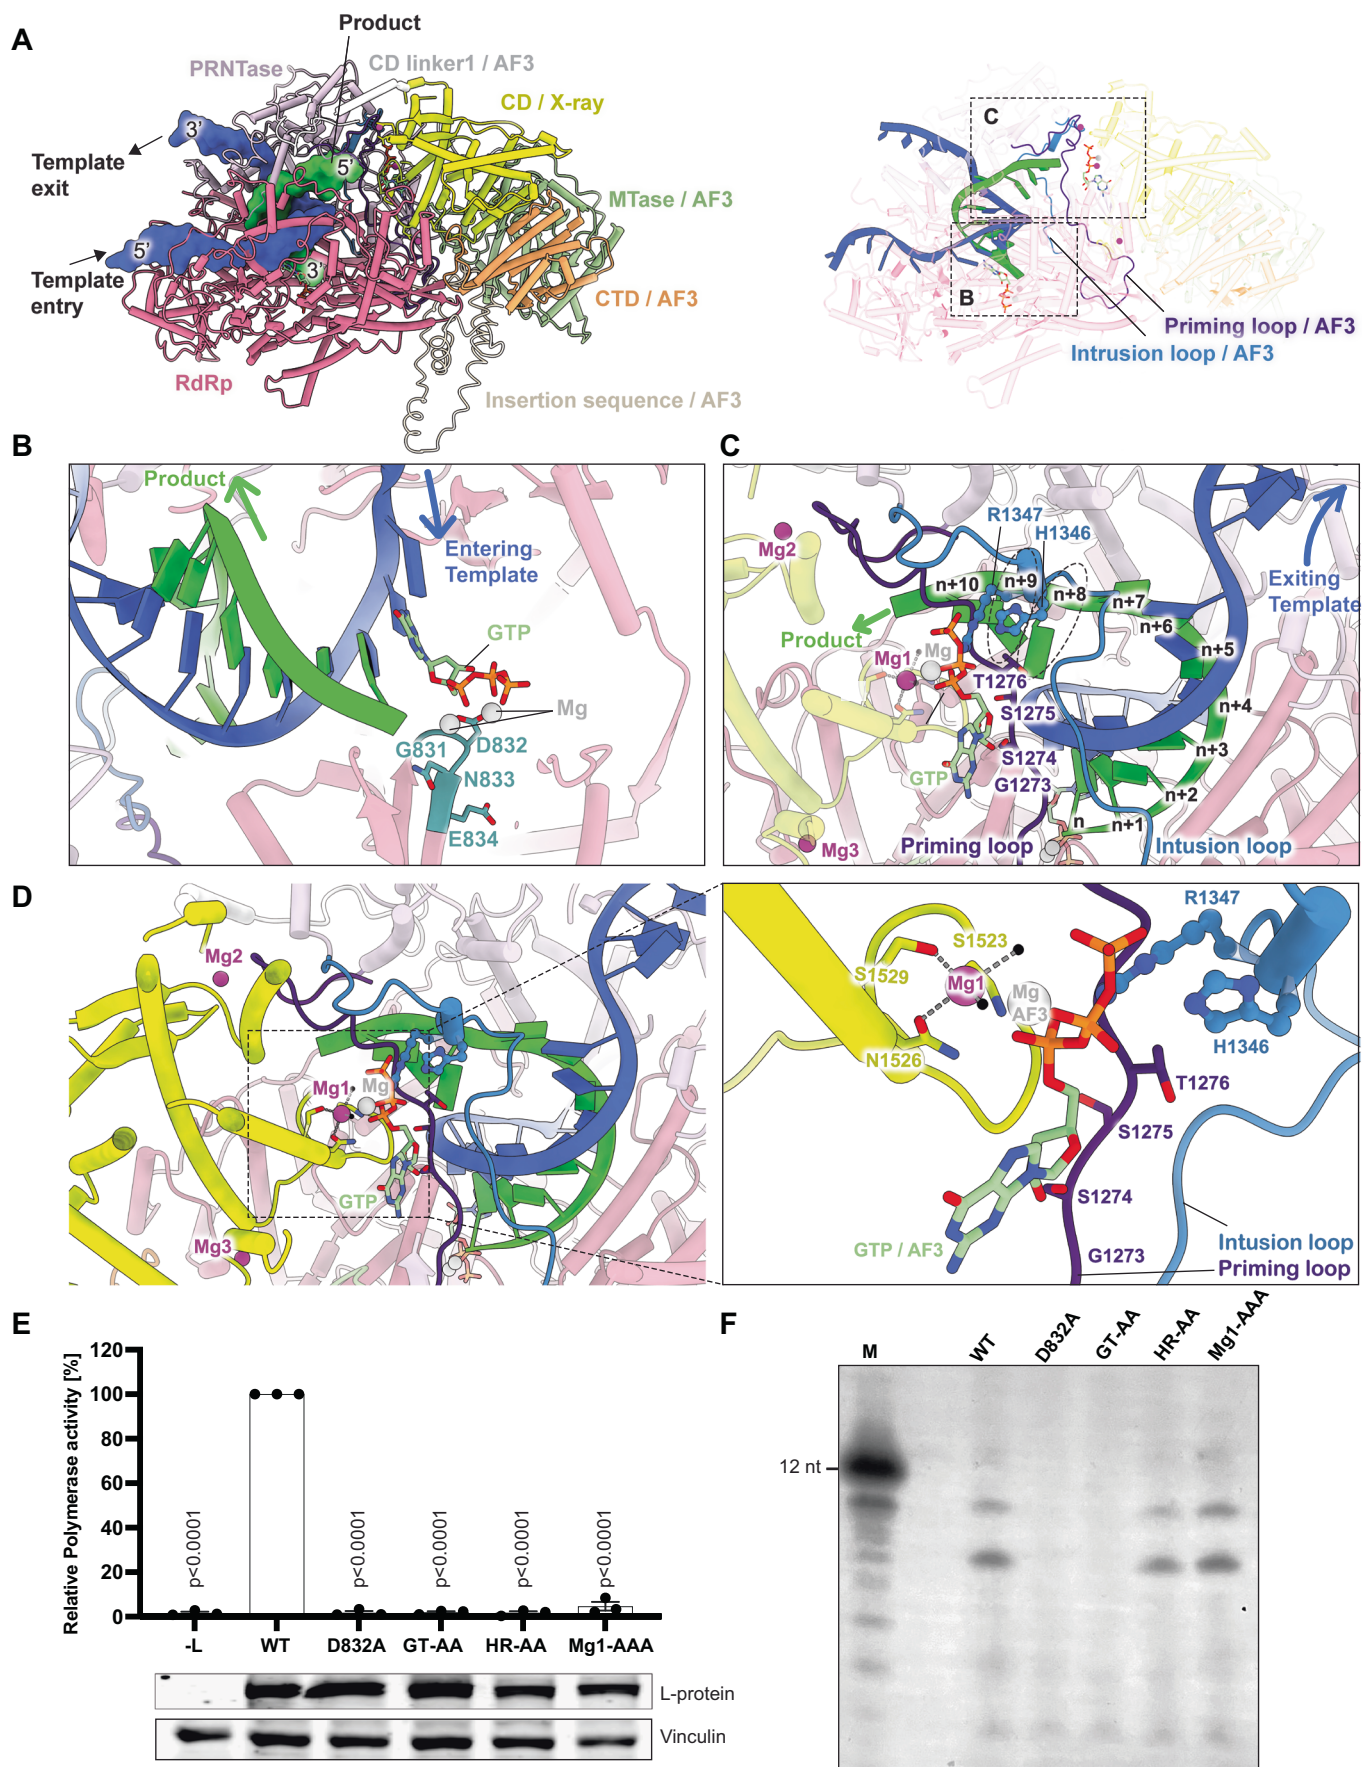 A
Product
PRNTase
CD linker1 / AF3
CD / X-ray
3'
5'
Template
exit
MTase / AF3
5'
3'
Template
entry
CTD / AF3
RdRp
Insertion sequence / AF3
C
B
Priming loop / AF3
Intrusion loop / AF3
B
Product
Entering
Template
GTP
Mg
G831
D832
N833
E834
C
R1347
H1346
Mg2
n+10
n+9
n+8
n+7
n+6
n+5
n+4
n+3
n+2
n+1
n
Exiting
Template
Product
Mg1
Mg
T1276
S1275
S1274
G1273
GTP
Mg3
Priming loop
Intusion loop
D
Mg2
Mg1
Mg
GTP
Mg3
R1347
S1523
S1529
Mg1
Mg
AF3
H1346
N1526
T1276
S1275
S1274
GTP / AF3
G1273
Intusion loop
Priming loop
E
Relative Polymerase activity [%]
120
100
80
60
40
20
0
p<0.0001
p<0.0001
p<0.0001
p<0.0001
p<0.0001
-L
WT
D832A
GT-AA
HR-AA
Mg1-AAA
L-protein
Vinculin
F
M
WT
D832A
GT-AA
HR-AA
Mg1-AAA
12 nt